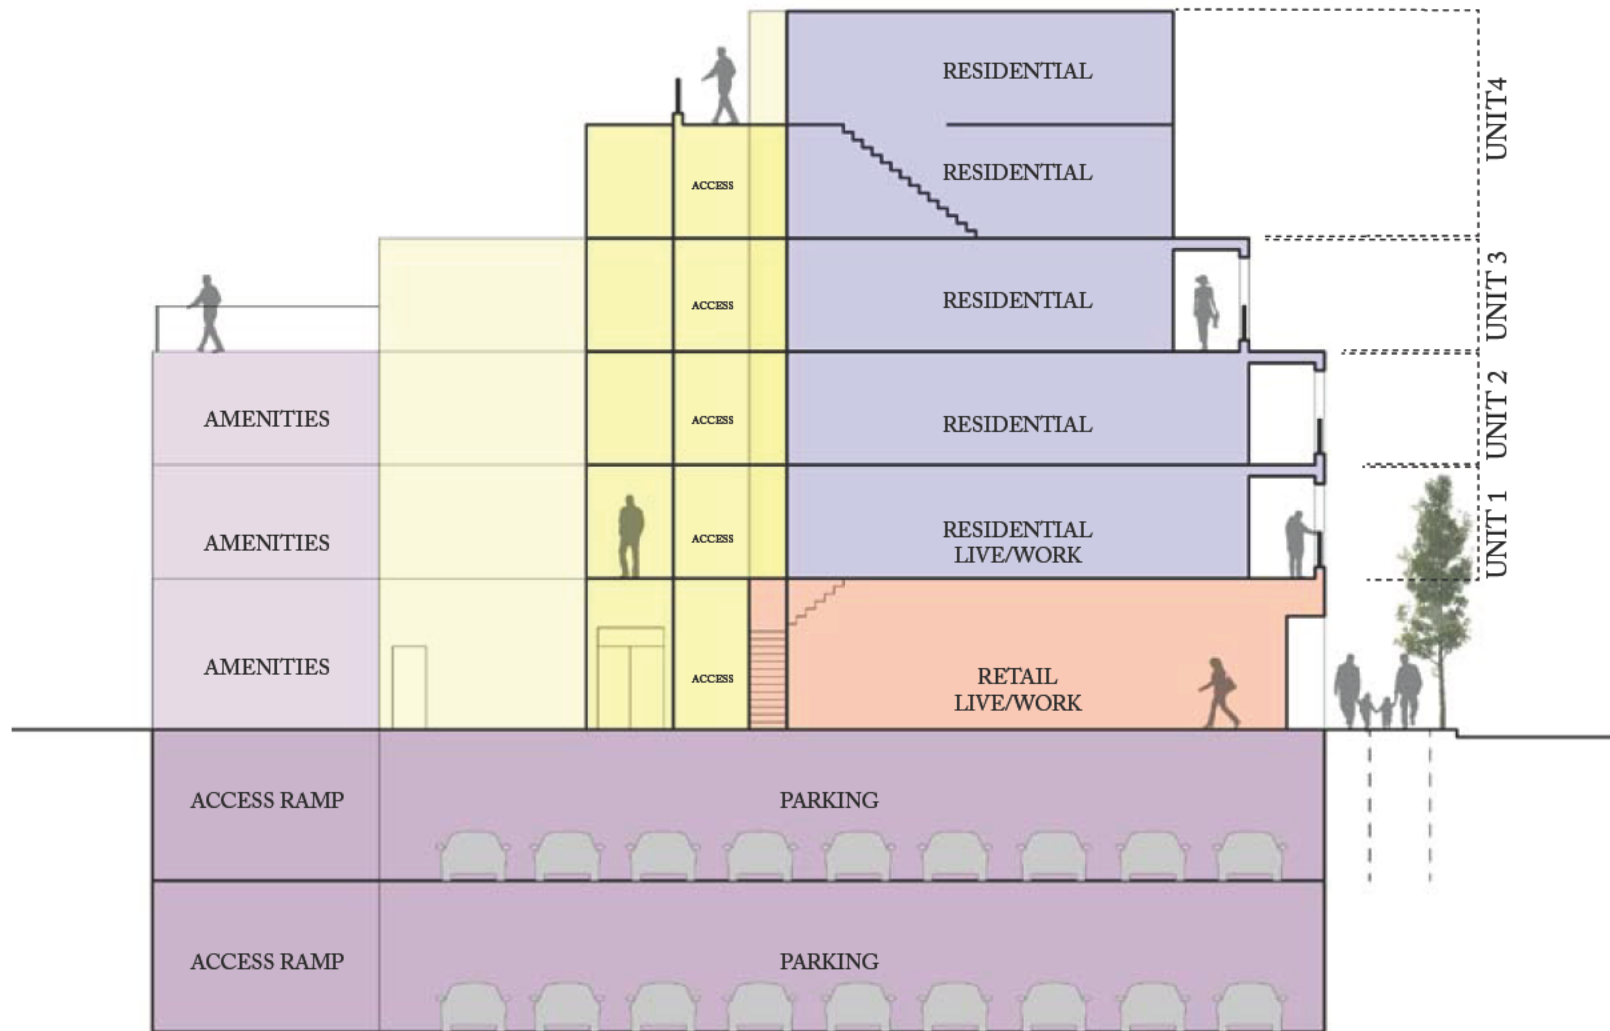 RESIDENTIAL
UNIT4
RESIDENTIAL
ACCESS
ACCESS
RESIDENTIAL
UNIT 3
AMENITIES
ACCESS
RESIDENTIAL
UNIT 2
AMENITIES
ACCESS
RESIDENTIAL
LIVE/WORK
UNIT 1
AMENITIES
ACCESS
RETAIL
LIVE/WORK
ACCESS RAMP
PARKING
ACCESS RAMP
PARKING